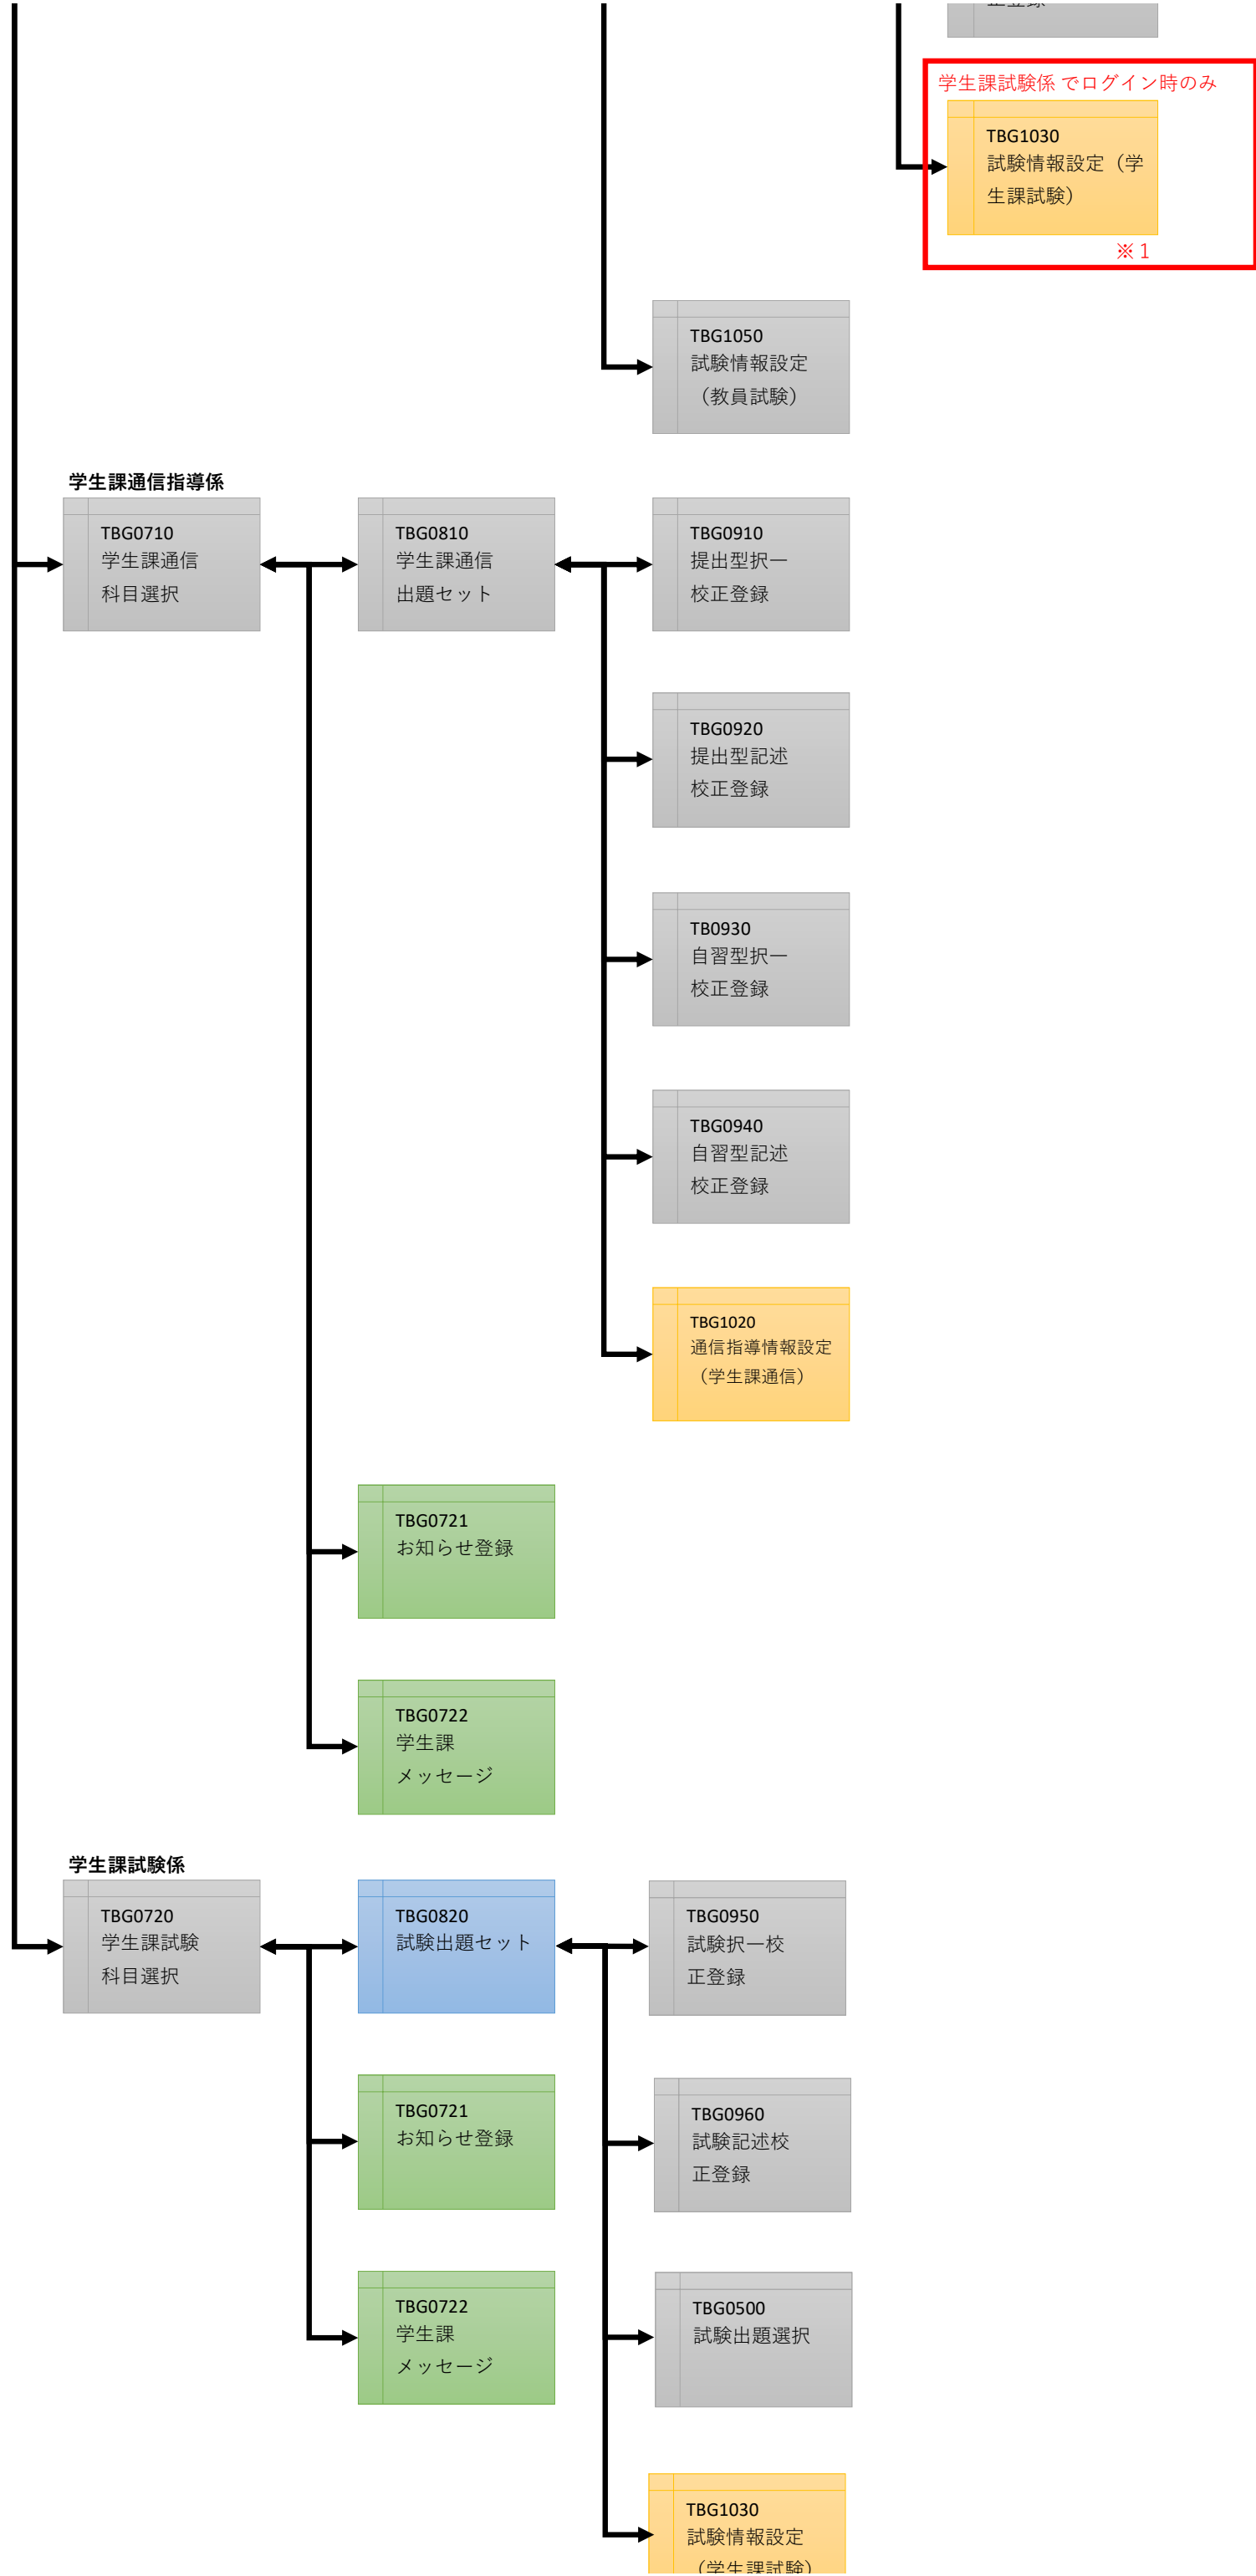 正登録
学生課試験係 でログイン時のみ
TBG1030
試験情報設定（学
生課試験）
※１
TBG1050
試験情報設定
（教員試験）
学生課通信指導係
TBG0710
学生課通信
科目選択
TBG0810
学生課通信
出題セット
TBG0910
提出型択一
校正登録
TBG0920
提出型記述
校正登録
TB0930
自習型択一
校正登録
TBG0940
自習型記述
校正登録
TBG1020
通信指導情報設定
（学生課通信）
TBG0721
お知らせ登録
TBG0722
学生課
メッセージ
学生課試験係
TBG0720
学生課試験
科目選択
TBG0820
試験出題セット
TBG0950
試験択一校
正登録
TBG0721
お知らせ登録
TBG0960
試験記述校
正登録
TBG0722
学生課
メッセージ
TBG0500
試験出題選択
TBG1030
試験情報設定
（学生課試験）